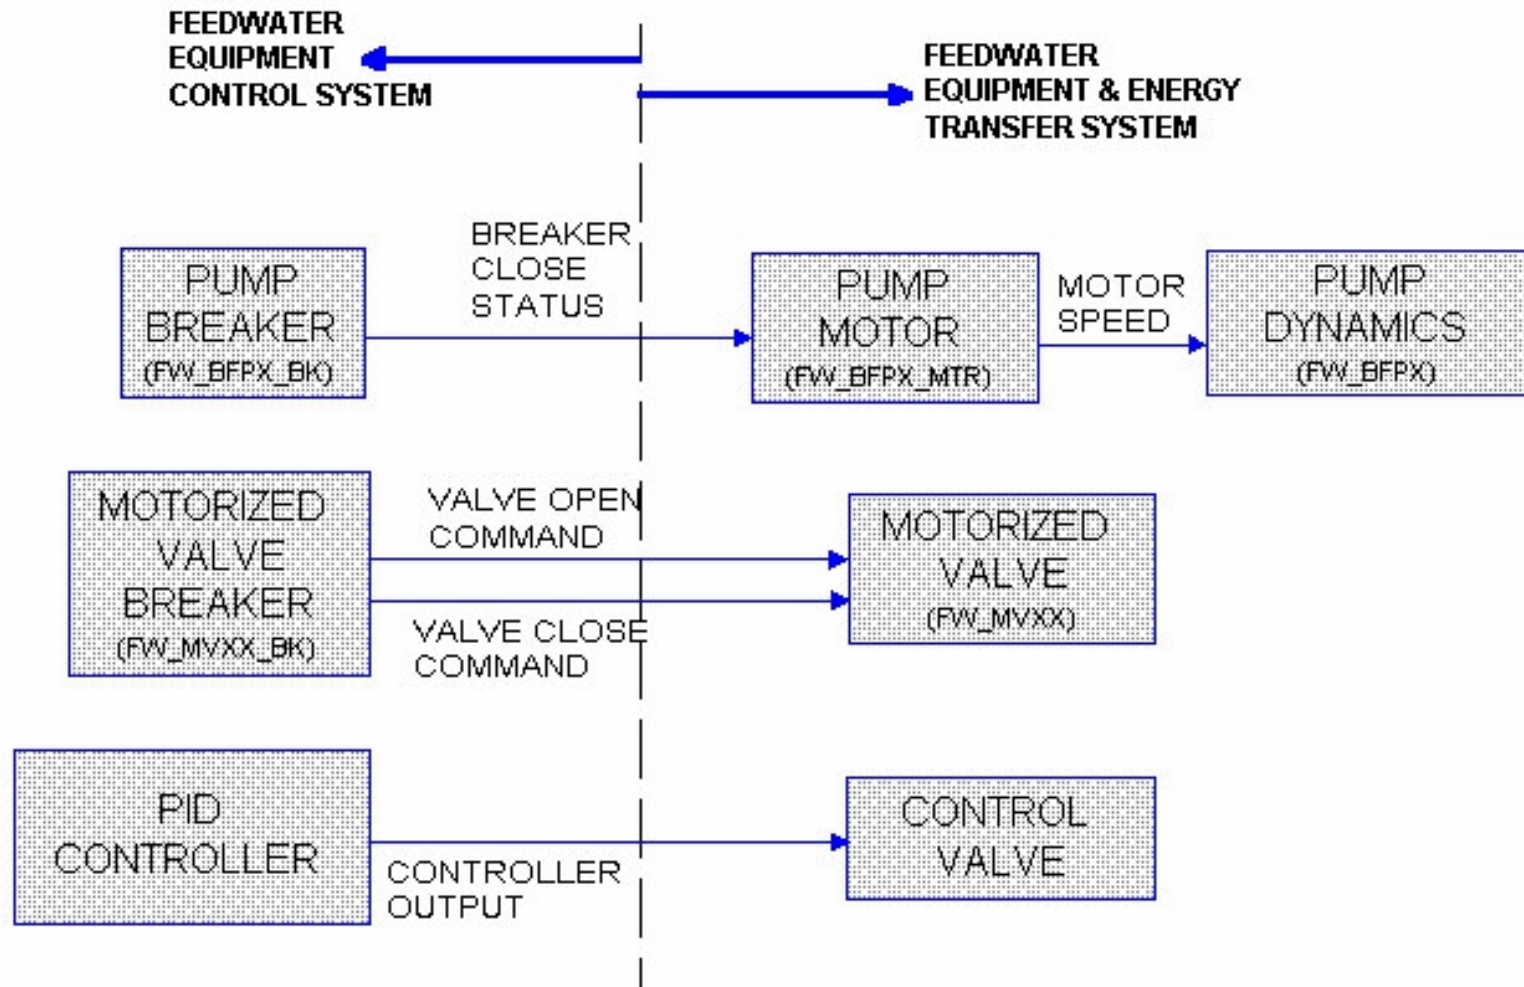 FEEDWATER
EQUIPMENT
CONTROL SYSTEM
FEEDWATER
EQUIPMENT & ENERGY
TRANSFER SYSTEM
PUMP
BREAKER
(FW_BFPX_BK)
BREAKER
CLOSE
STATUS
PUMP
MOTOR
(FW_BFPX_MTR)
MOTOR
SPEED
PUMP
DYNAMICS
(FW_BFPX)
MOTORIZED
VALVE
BREAKER
(FW_MVXX_BK)
VALVE OPEN
COMMAND
VALVE CLOSE
COMMAND
MOTORIZED
VALVE
(FW_MVXX)
PID
CONTROLLER
CONTROLLER
OUTPUT
CONTROL
VALVE